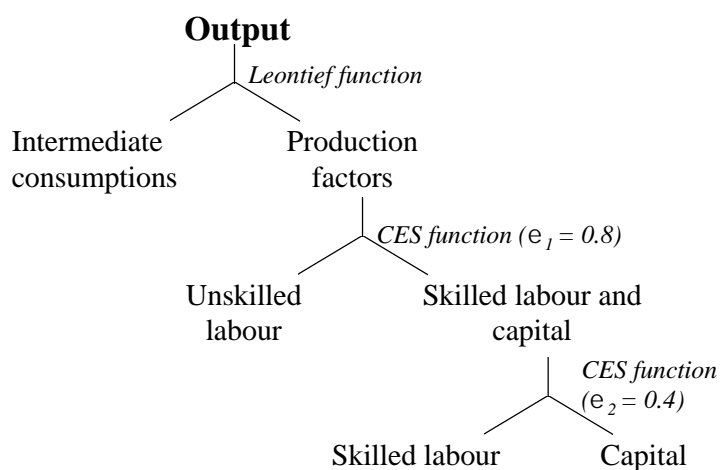 Output
Leontief function
Intermediate
consumptions
Production
factors
CES function (e1 = 0.8)
Unskilled
labour
Skilled labour and
capital
CES function
(e2 = 0.4)
Skilled labour
Capital